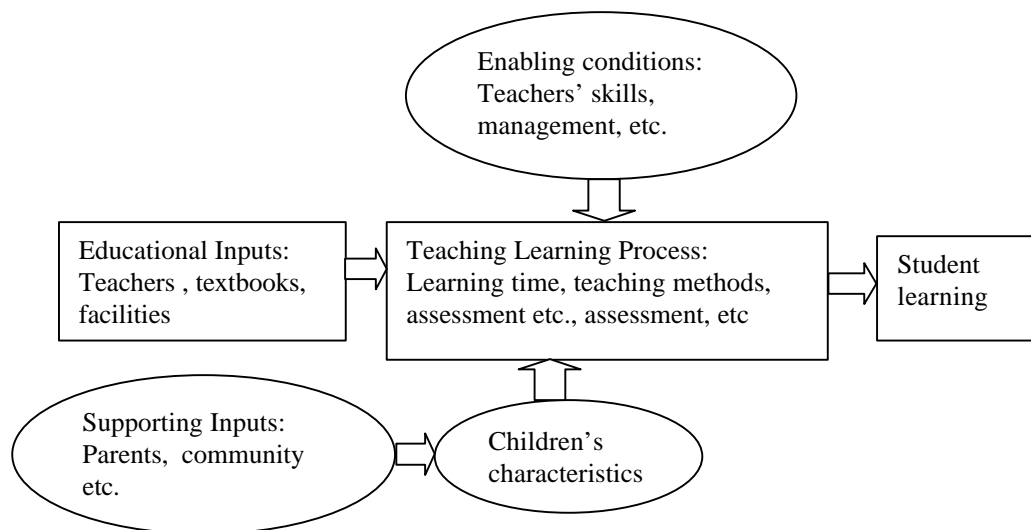 Enabling conditions:
Teachers’ skills,
management, etc.
Educational Inputs:
Teachers , textbooks,
facilities
Teaching Learning Process:
Learning time, teaching methods,
assessment etc., assessment, etc
Student
learning
Supporting Inputs:
Parents, community
etc.
Children’s
characteristics